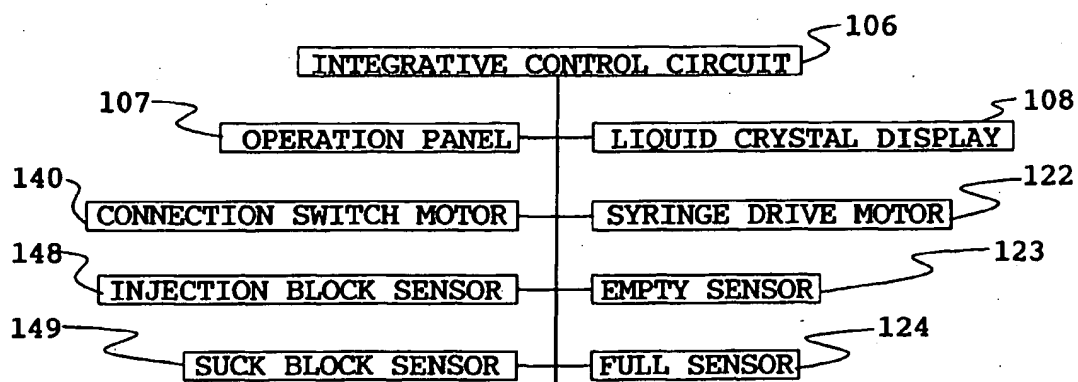 106
INTEGRATIVE CONTROL CIRCUIT
107
108
OPERATION PANEL
LIQUID CRYSTAL DISPLAY
140
122
CONNECTION SWITCH MOTOR
SYRINGE DRIVE MOTOR
148
123
INJECTION BLOCK SENSOR
EMPTY SENSOR
149
124
SUCK BLOCK SENSOR
FULL SENSOR